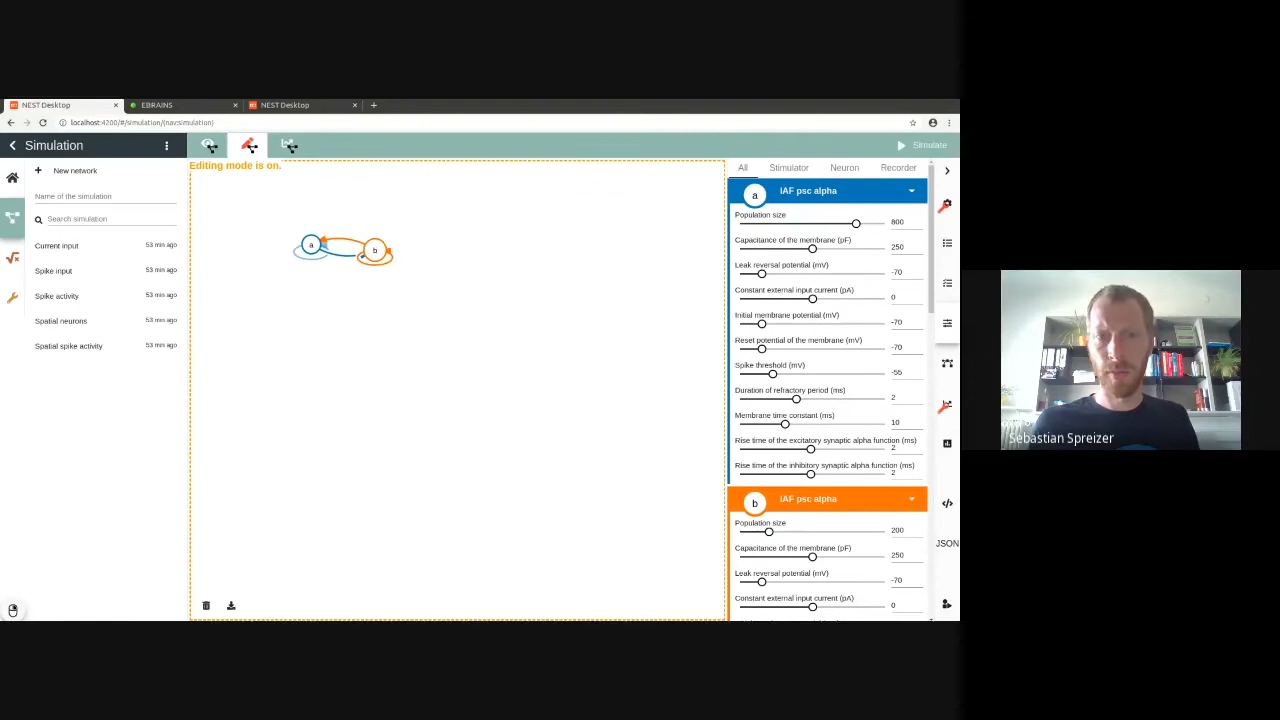 NEST Desktop
EBRAINS
NEST Desktop
localhost:4200/#/simulation/(nav:simulation)
Simulation
Simulate
New network
Name of the simulation
Search simulation
Current input 53 min ago
Spike input 53 min ago
Spike activity 53 min ago
Spatial neurons 53 min ago
Spatial spike activity 53 min ago
Editing mode is on.
a
b
All Stimulator Neuron Recorder
a IAF psc alpha
Population size 800
Capacitance of the membrane (pF) 250
Leak reversal potential (mV) -70
Constant external input current (pA) 0
Initial membrane potential (mV) -70
Reset potential of the membrane (mV) -70
Spike threshold (mV) -55
Duration of refractory period (ms) 2
Membrane time constant (ms) 10
Rise time of the excitatory synaptic alpha function (ms) 2
Rise time of the inhibitory synaptic alpha function (ms) 2
b IAF psc alpha
Population size 200
Capacitance of the membrane (pF) 250
Leak reversal potential (mV) -70
Constant external input current (pA) 0
JSON
Sebastian Spreizer